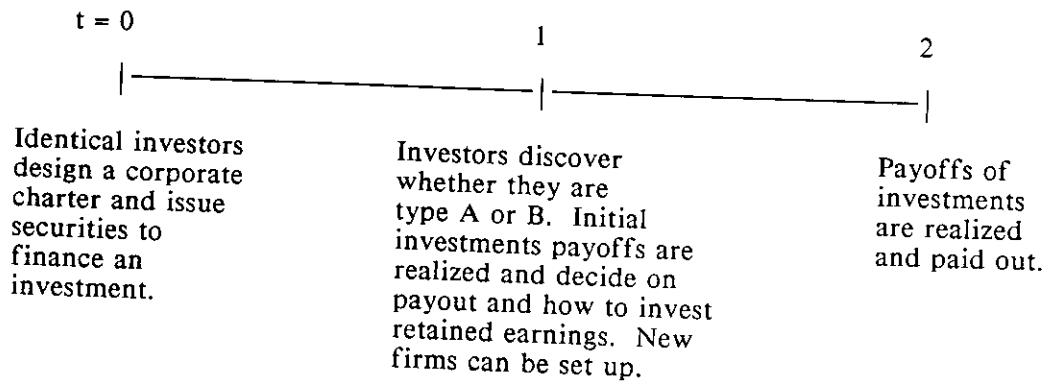 t = 0
1
2
Identical investors
design a corporate
charter and issue
securities to
finance an
investment.
Investors discover
whether they are
type A or B. Initial
investments payoffs are
realized and decide on
payout and how to invest
retained earnings. New
firms can be set up.
Payoffs of
investments
are realized
and paid out.